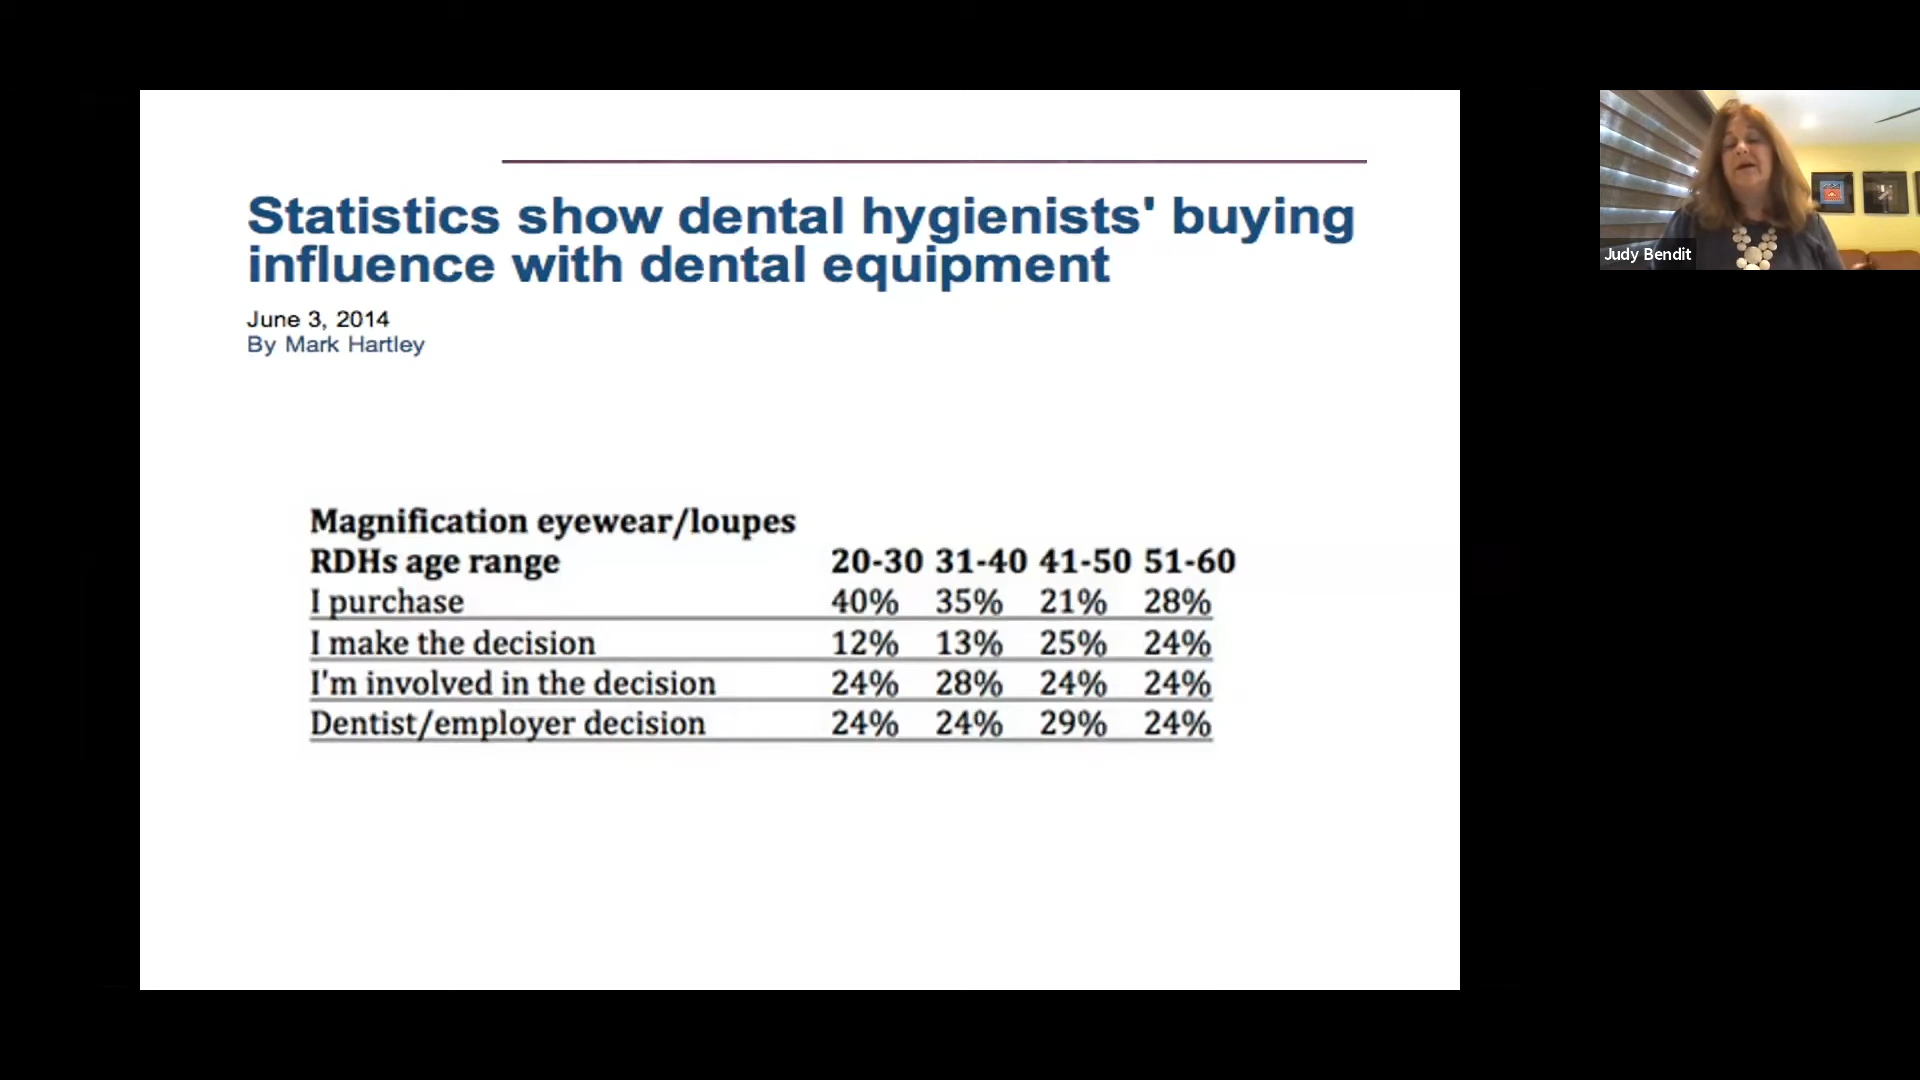 Statistics show dental hygienists' buying
influence with dental equipment
June 3, 2014
By Mark Hartley
Magnification eyewear/loupes
RDHs age range 20-30 31-40 41-50 51-60
I purchase 40% 35% 21% 28%
I make the decision 12% 13% 25% 24%
I'm involved in the decision 24% 28% 24% 24%
Dentist/employer decision 24% 24% 29% 24%
Judy Bendit